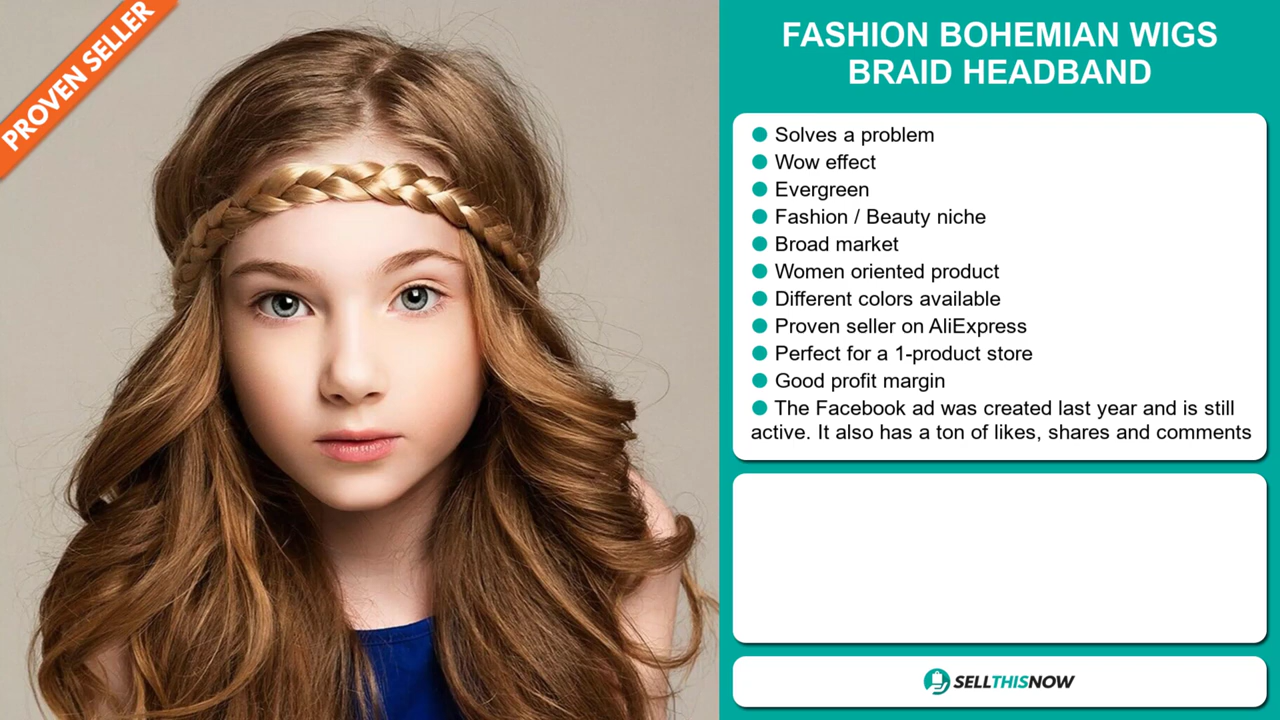 PROVEN SELLER
FASHION BOHEMIAN WIGS
BRAID HEADBAND
Solves a problem
Wow effect
Evergreen
Fashion / Beauty niche
Broad market
Women oriented product
Different colors available
Proven seller on AliExpress
Perfect for a 1-product store
Good profit margin
The Facebook ad was created last year and is still
active. It also has a ton of likes, shares and comments
SELLTHISNOW